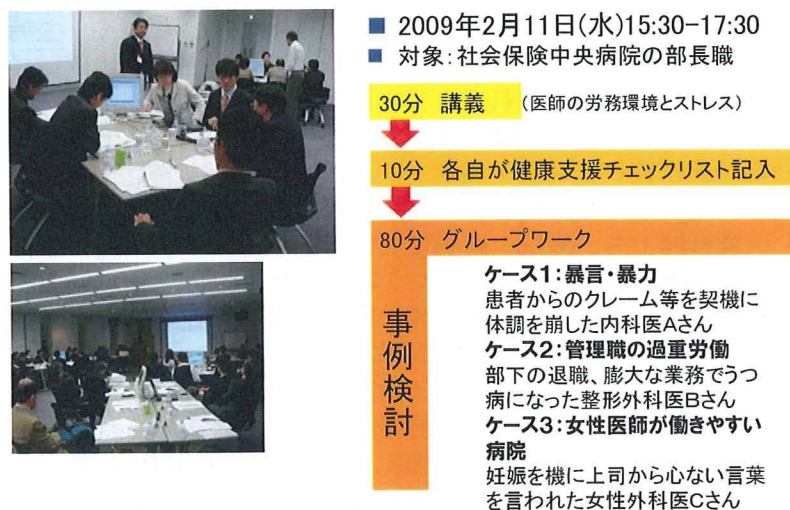 ■ 2009年2月11日(水)15:30-17:30
■ 対象:社会保険中央病院の部長職
30分 講義 (医師の労務環境とストレス)
10分 各自が健康支援チェックリスト記入
80分 グループワーク
事例検討
ケース1:暴言・暴力
患者からのクレーム等を契機に
体調を崩した内科医Aさん
ケース2:管理職の過重労働
部下の退職、膨大な業務でうつ
病になった整形外科医Bさん
ケース3:女性医師が働きやすい
病院
妊娠を機に上司から心ない言葉
を言われた女性外科医Cさん